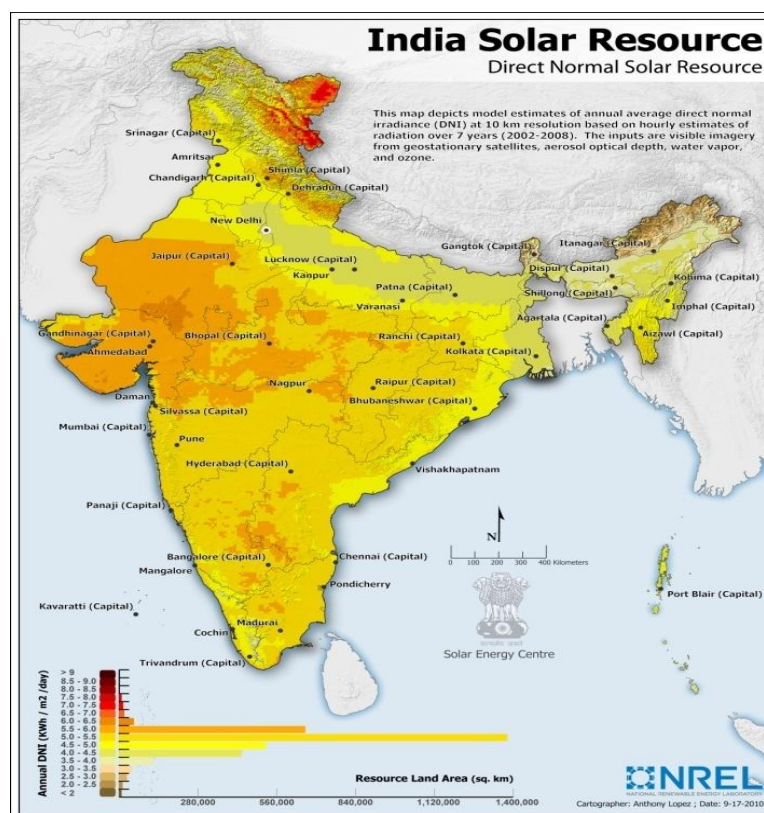 India Solar Resource
Direct Normal Solar Resource
This map depicts model estimates of annual average direct normal
irradiance (DNI) at 10 km resolution based on hourly estimates of
radiation over 7 years (2002-2008). The inputs are visible imagery
from geostationary satellites, aerosol optical depth, water vapor,
and ozone.
Srinagar (Capital)
Amritsar
Shimla (Capital)
Chandigarh (Capital)
Dehradun (Capital)
New Delhi
Gangtok (Capital)
Itanagar (Capital)
Jaipur (Capital)
Lucknow (Capital)
Dispur (Capital)
Kanpur
Kohima (Capital)
Patna (Capital)
Shillong (Capital)
Varanasi
Imphal (Capital)
Agartala (Capital)
Gandhinagar (Capital)
Bhopal (Capital)
Ranchi (Capital)
Aizawl (Capital)
Ahmedabad
Kolkata (Capital)
Nagpur
Raipur (Capital)
Daman
Bhubaneshwar (Capital)
Silvassa (Capital)
Mumbai (Capital)
Pune
Hyderabad (Capital)
Vishakhapatnam
Panaji (Capital)
N
Bangalore (Capital)
Chennai (Capital)
0 100 200 300 400 Kilometers
Mangalore
Pondicherry
Port Blair (Capital)
Kavaratti (Capital)
Madurai
Cochin
Solar Energy Centre
Trivandrum (Capital)
Annual DNI (KWh / m2 /day)
> 9
8.5 - 9.0
8.0 - 8.5
7.5 - 8.0
7.0 - 7.5
6.5 - 7.0
6.0 - 6.5
5.5 - 6.0
5.0 - 5.5
4.5 - 5.0
4.0 - 4.5
3.5 - 4.0
3.0 - 3.5
2.5 - 3.0
2.0 - 2.5
< 2
Resource Land Area (sq. km)
280,000 560,000 840,000 1,120,000 1,400,000
NREL
NATIONAL RENEWABLE ENERGY LABORATORY
Cartographer: Anthony Lopez ; Date: 9-17-2010